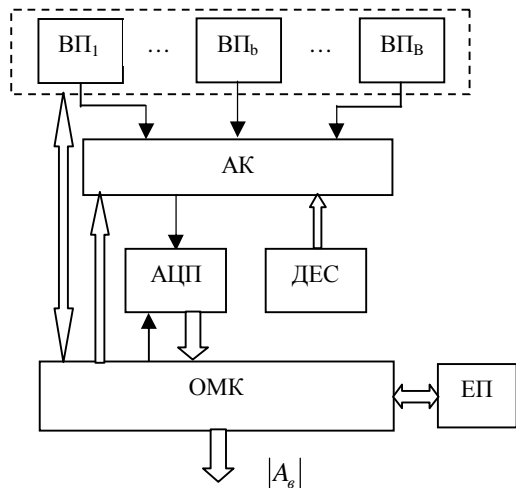 ВП₁ … ВПb … ВПВ
АК
АЦП ДЕС
ОМК ЕП
|Aв|